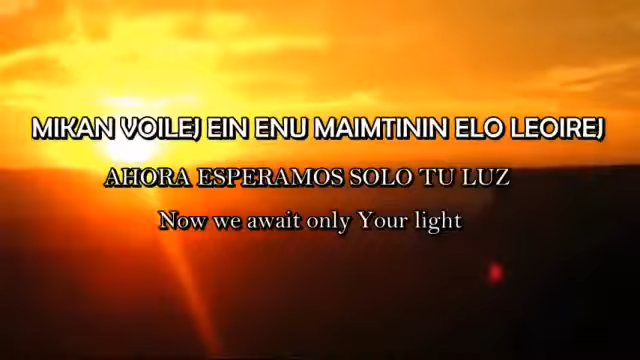 MIKAN VOILEJ EIN ENU MAIMTININ ELO LEOIREJ
AHORA ESPERAMOS SOLO TU LUZ
Now we await only Your light